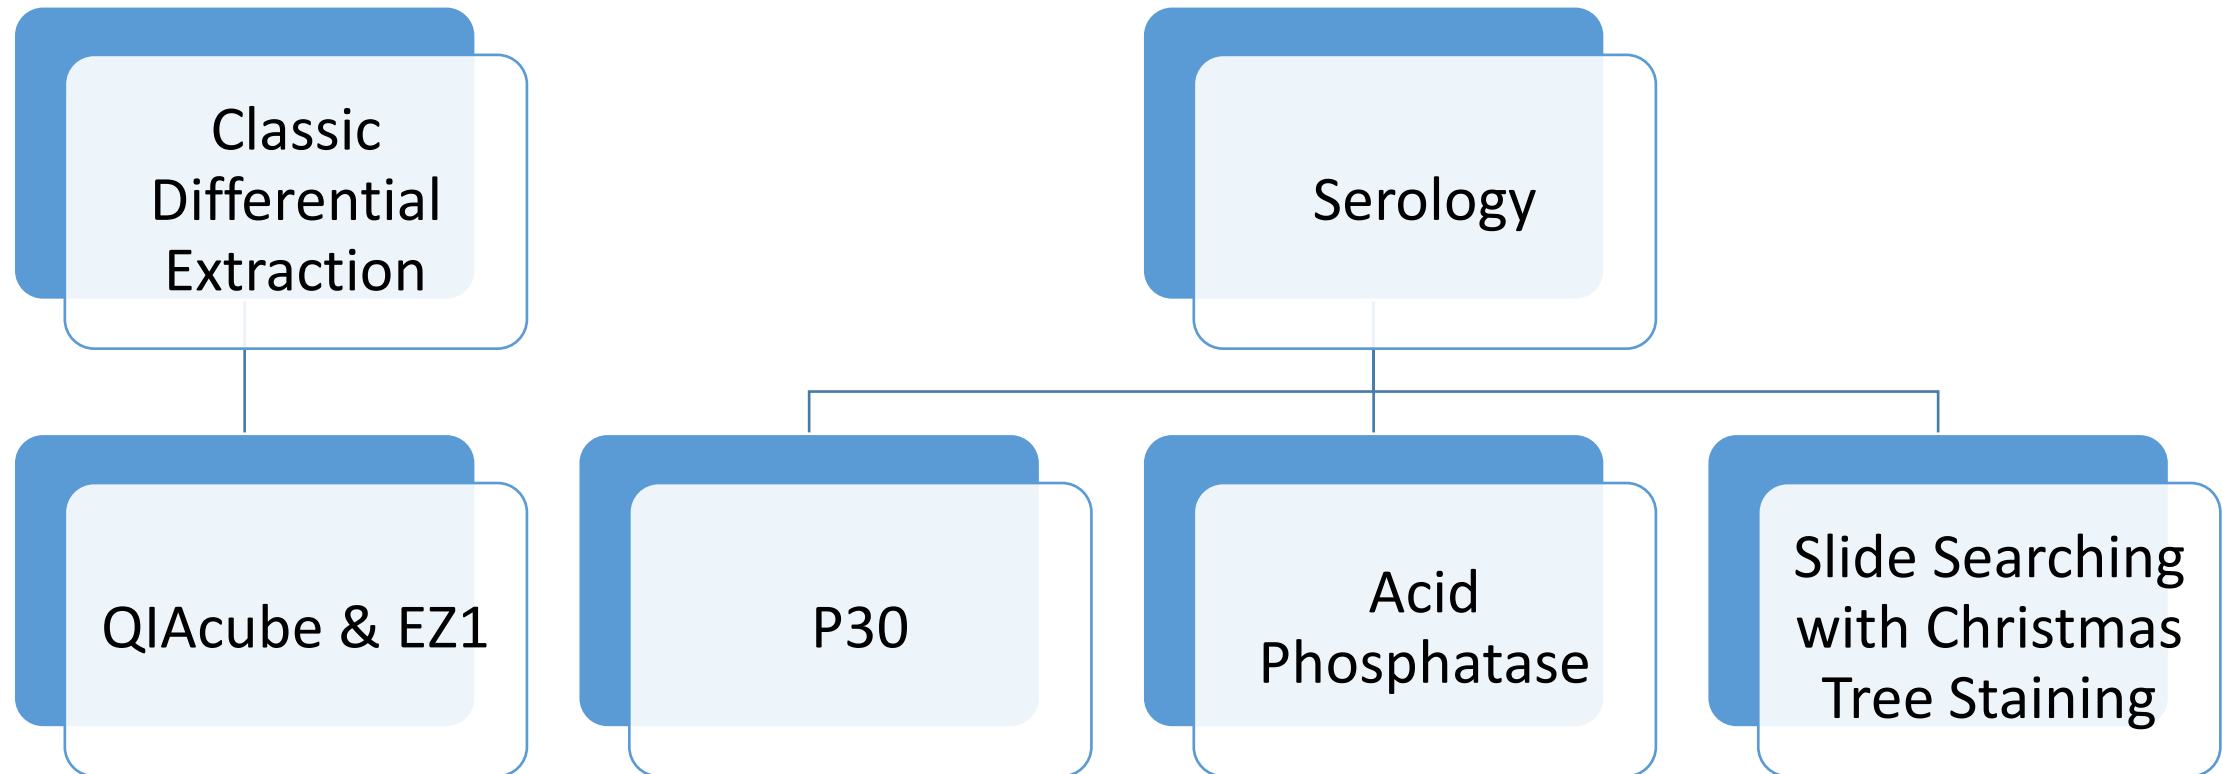 Classic
Differential
Extraction
Serology
QIAcube & EZ1
P30
Acid
Phosphatase
Slide Searching
with Christmas
Tree Staining